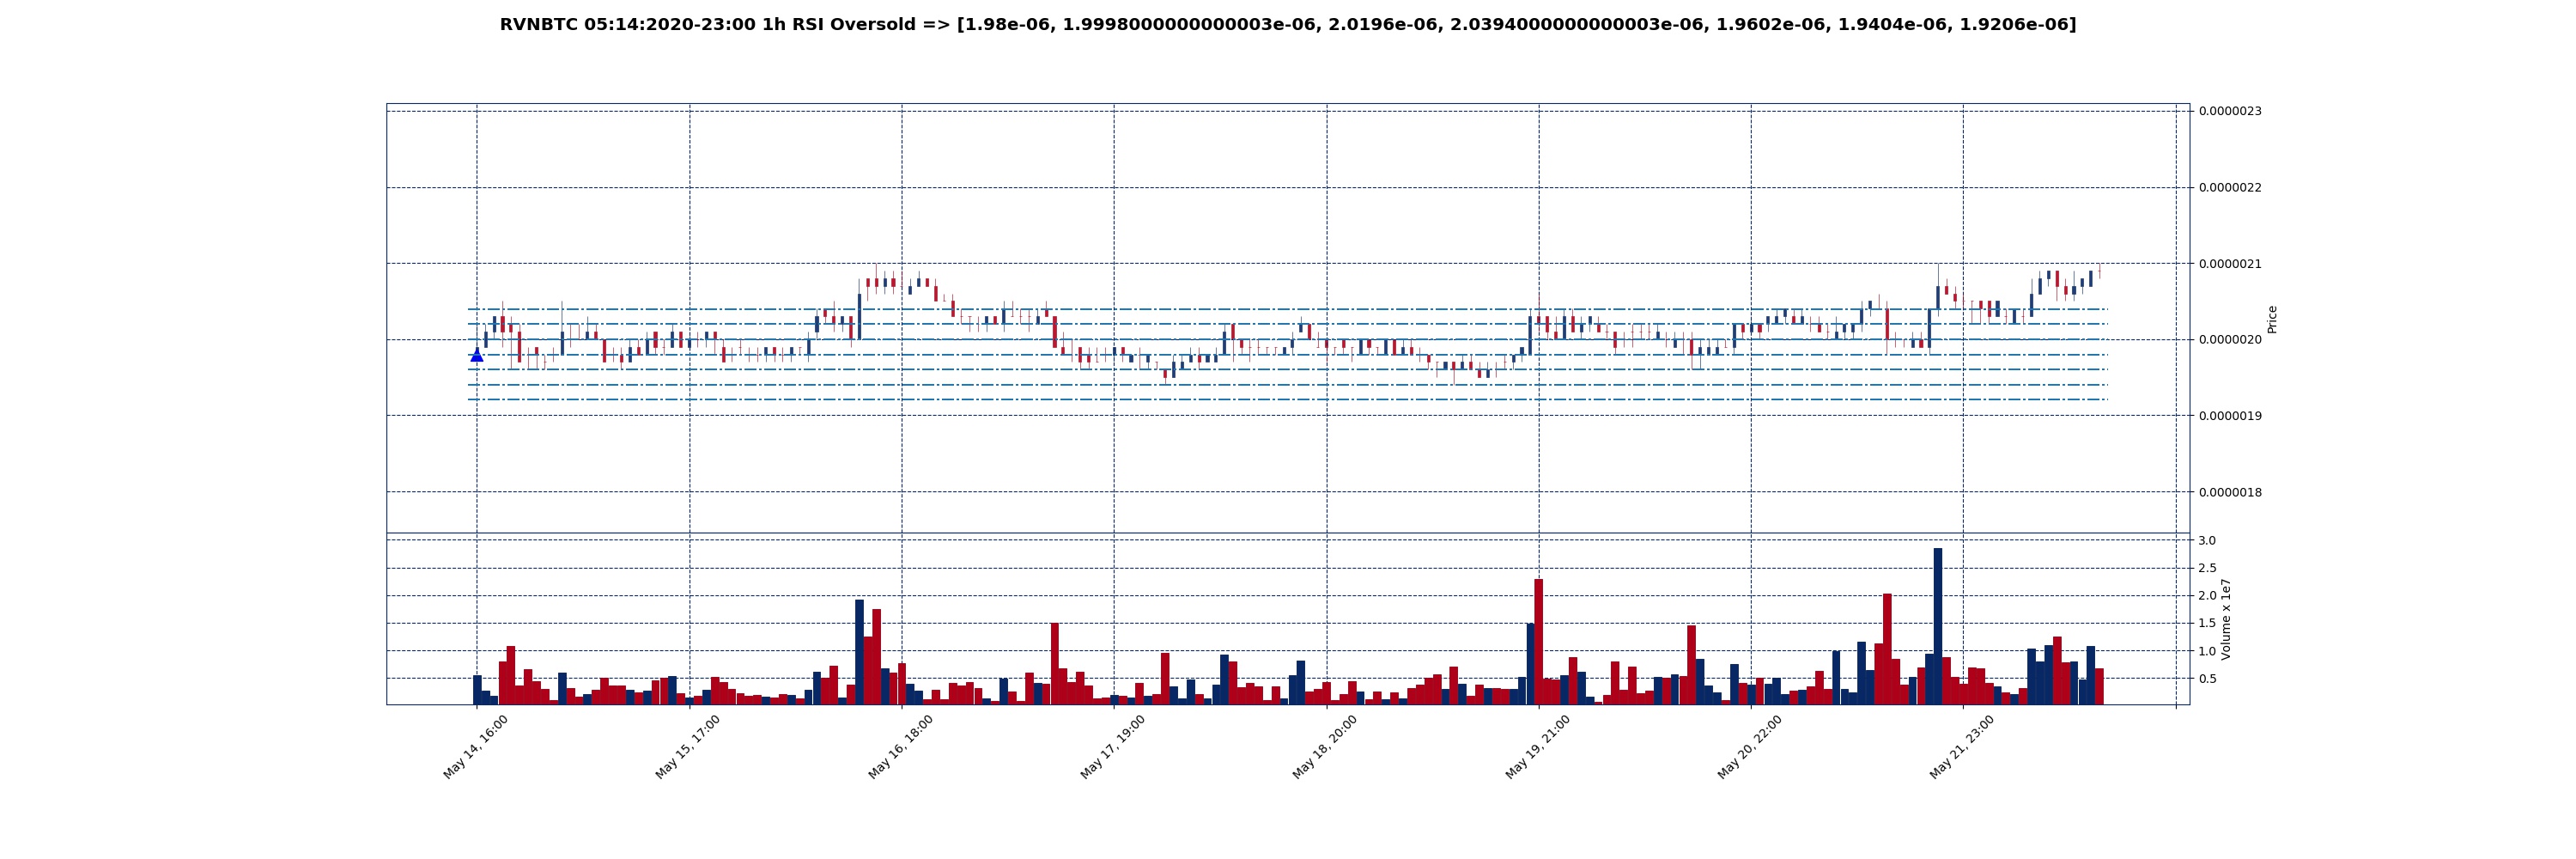 RVNBTC 05:14:2020-23:00 1h RSI Oversold => [1.98e-06, 1.9998000000000003e-06, 2.0196e-06, 2.0394000000000003e-06, 1.9602e-06, 1.9404e-06, 1.9206e-06]
0.0000023
0.0000022
0.0000021
0.0000020
0.0000019
0.0000018
Price
3.0
2.5
2.0
1.5
1.0
0.5
Volume x 1e7
May 14, 16:00
May 15, 17:00
May 16, 18:00
May 17, 19:00
May 18, 20:00
May 19, 21:00
May 20, 22:00
May 21, 23:00